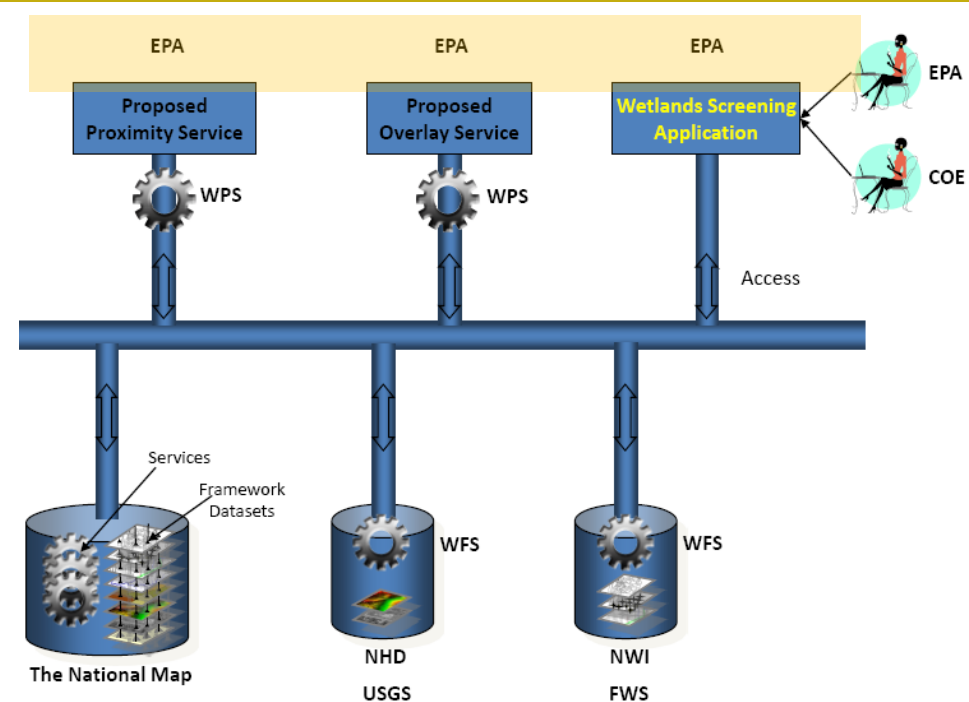 EPA
EPA
EPA
EPA
Proposed
Proximity Service
Proposed
Overlay Service
Wetlands Screening
Application
COE
WPS
WPS
Access
Services
Framework
Datasets
WFS
WFS
The National Map
NHD
USGS
NWI
FWS